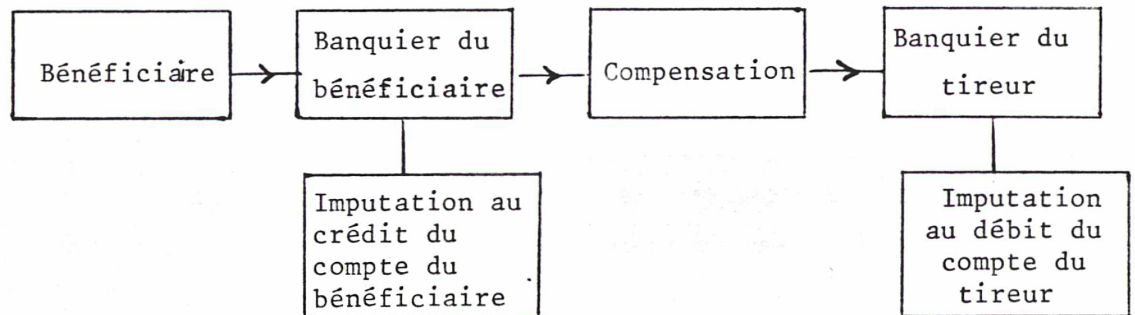 Bénéficiaire
Banquier du
bénéficiaire
Compensation
Banquier du
tireur
Imputation au
crédit du
compte du
bénéficiaire
Imputation
au débit du
compte du
tireur